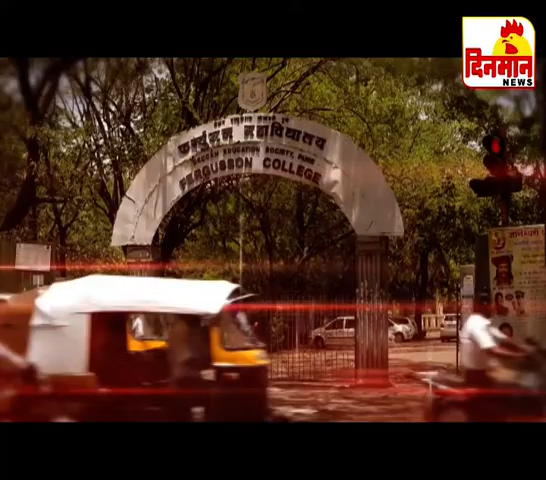 दिनमान
NEWS
फर्ग्युसन महाविद्यालय
DECCAN EDUCATION SOCIETY, PUNE
FERGUSSON COLLEGE